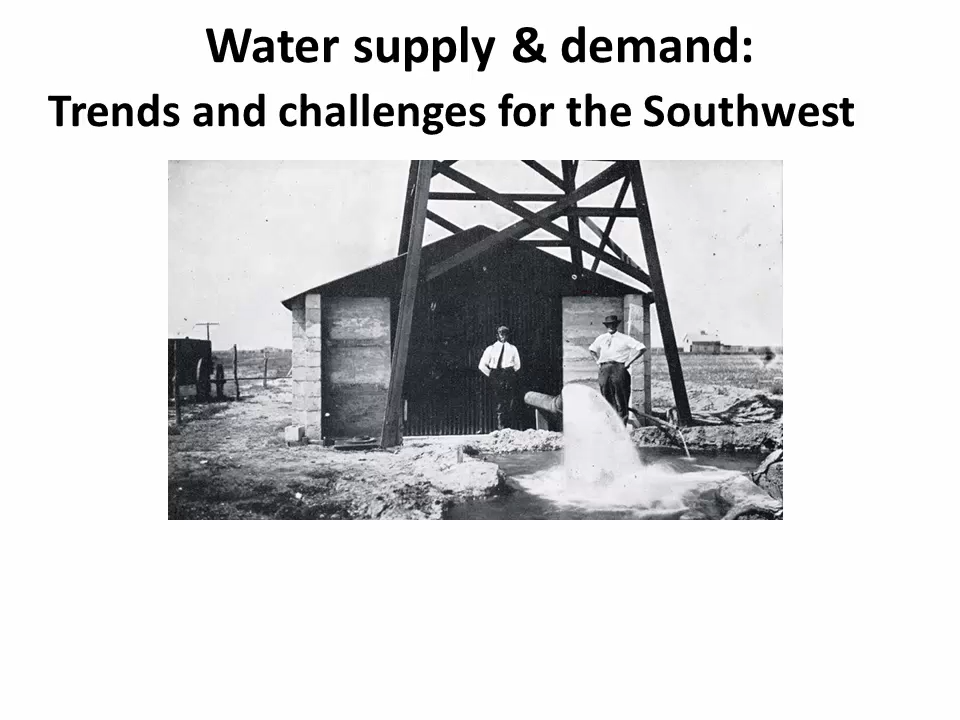 Water supply & demand:
Trends and challenges for the Southwest